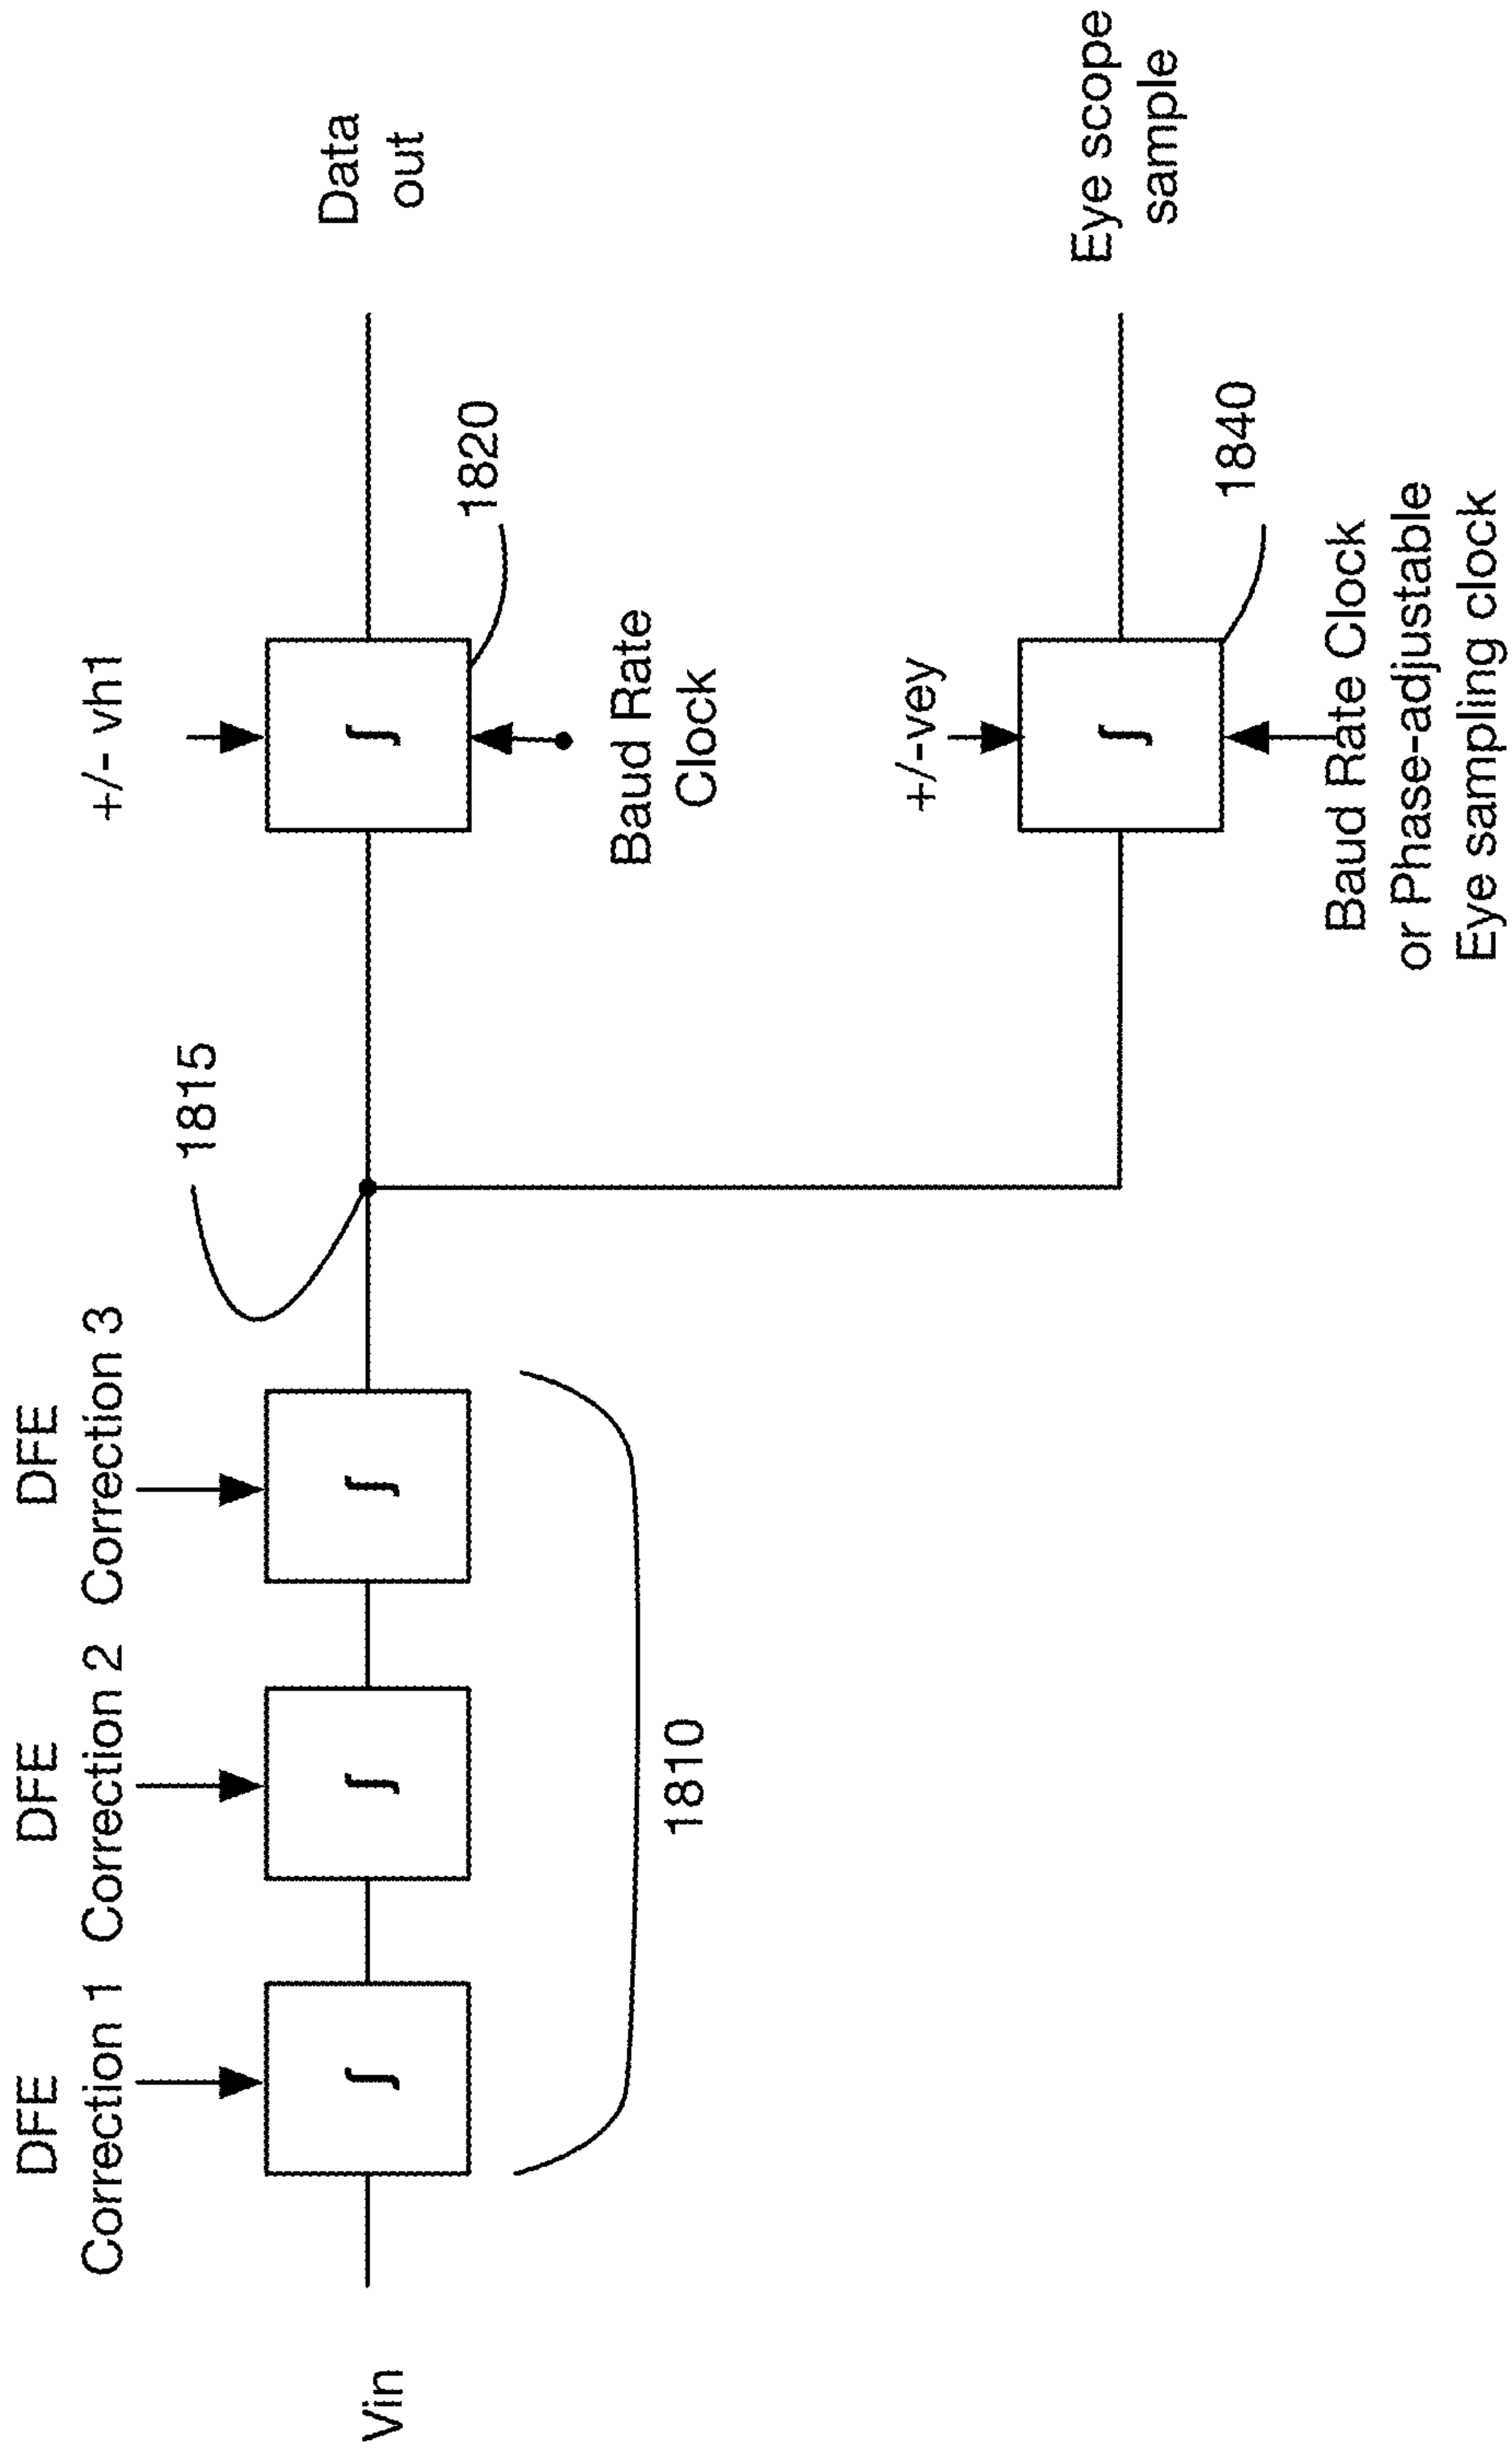 DFE
Correction 1
DFE
Correction 2
DFE
Correction 3
Vin
∫
∫
∫
1810
1815
+/- vh1
∫
1820
Baud Rate
Clock
Data
out
+/-vey
∫
1840
Baud Rate Clock
or Phase-adjustable
Eye sampling clock
Eye scope
sample